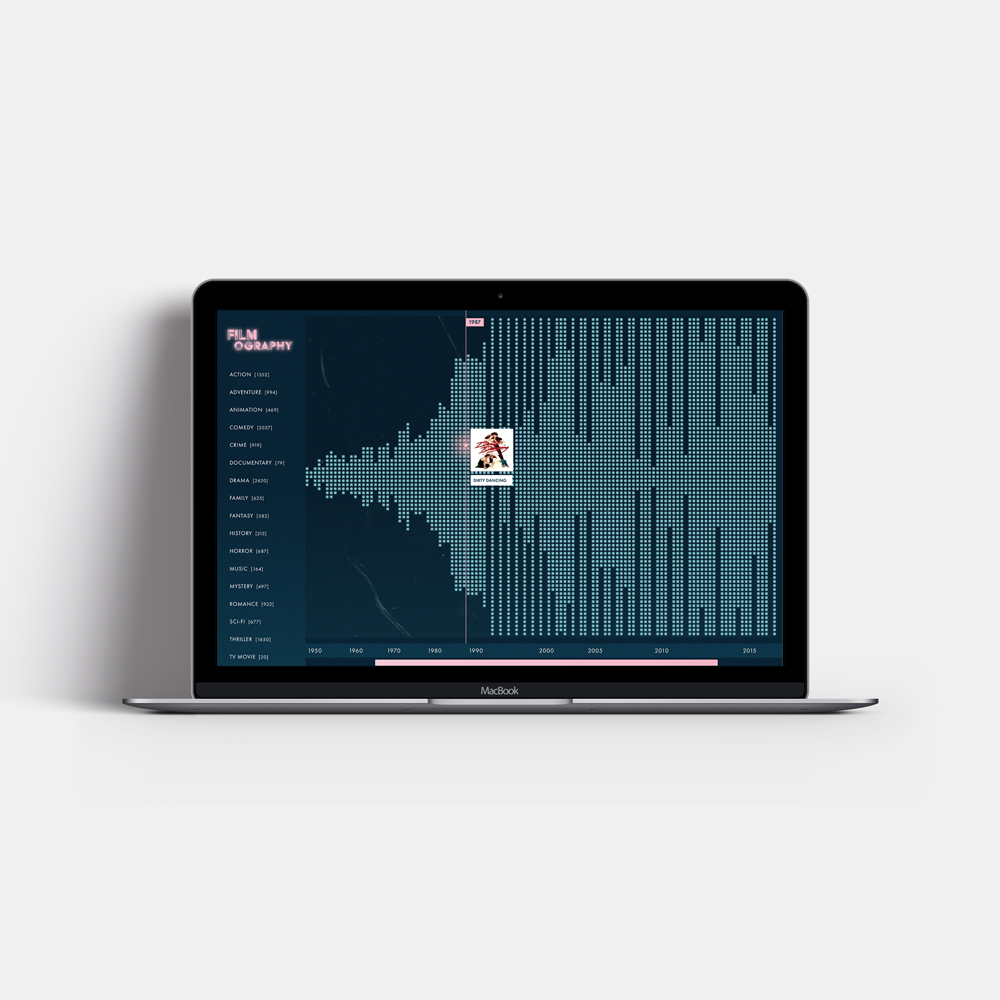 FILM
OGRAPHY
ACTION [1352]
ADVENTURE [994]
ANIMATION [469]
COMEDY [2027]
CRIME [919]
DOCUMENTARY [79]
DRAMA [2620]
FAMILY [625]
FANTASY [582]
HISTORY [213]
HORROR [687]
MUSIC [164]
MYSTERY [497]
ROMANCE [922]
SCI-FI [677]
THRILLER [1630]
TV MOVIE [20]
1987
DIRTY DANCING
1950 1960 1970 1980 1990 2000 2005 2010 2015
MacBook